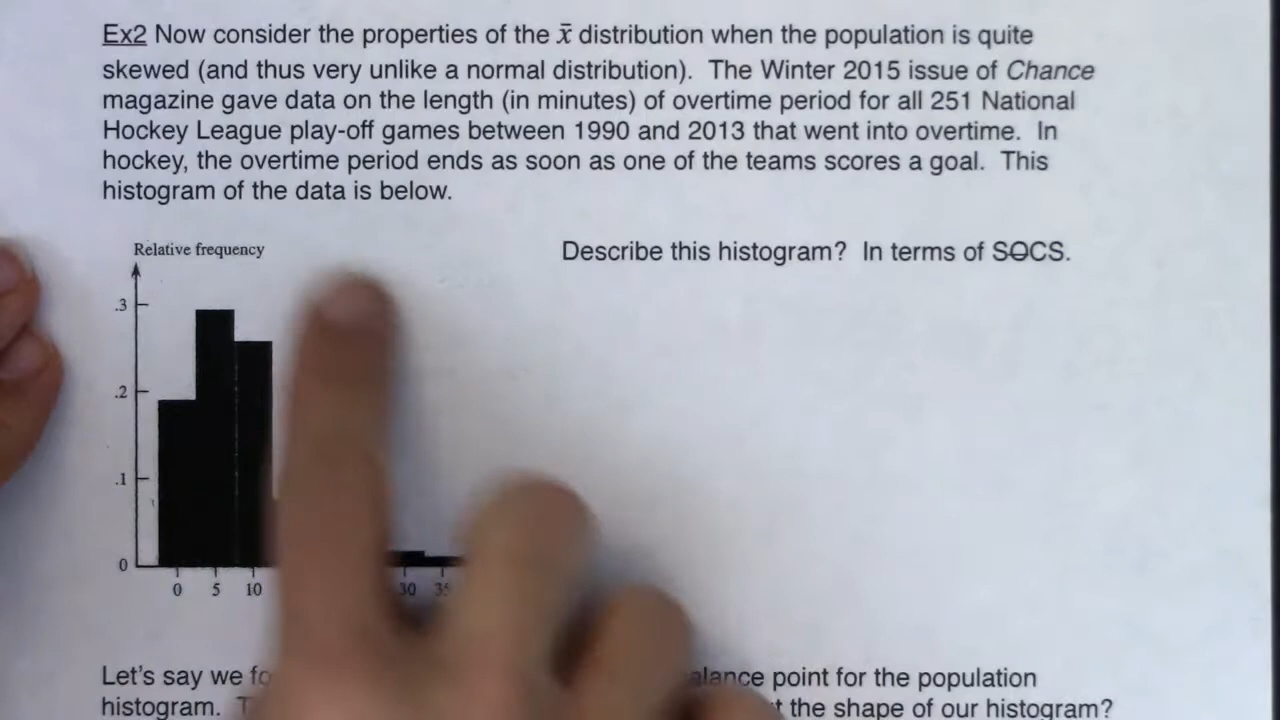 Ex2 Now consider the properties of the x̄ distribution when the population is quite
skewed (and thus very unlike a normal distribution). The Winter 2015 issue of Chance
magazine gave data on the length (in minutes) of overtime period for all 251 National
Hockey League play-off games between 1990 and 2013 that went into overtime. In
hockey, the overtime period ends as soon as one of the teams scores a goal. This
histogram of the data is below.
Relative frequency
Describe this histogram? In terms of SOCS.
.3
.2
.1
0
0 5 10 30
Let's say we point for the population
histogram. the shape of our histogram?